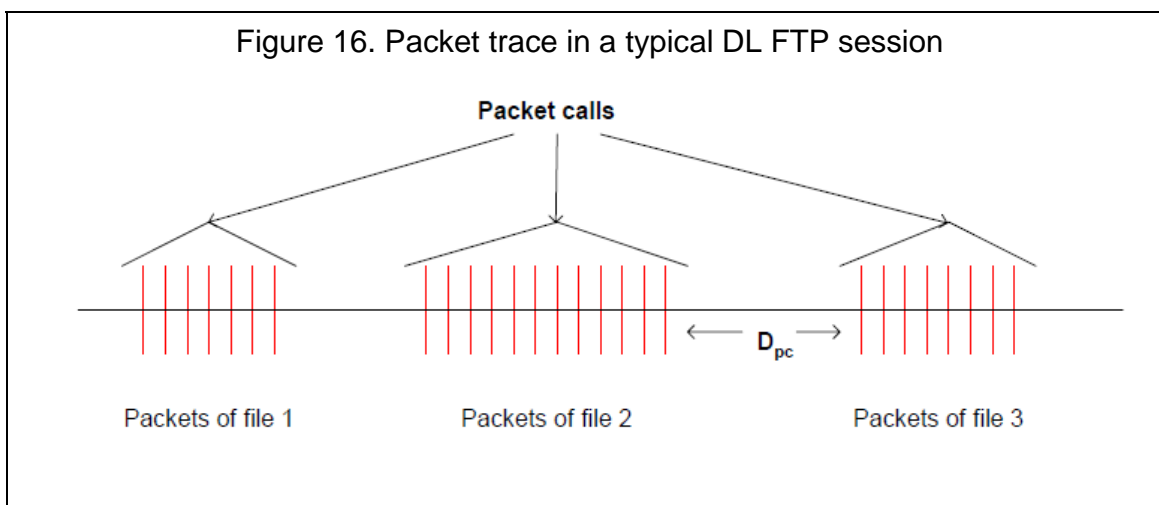 Figure 16. Packet trace in a typical DL FTP session
Packet calls
D_pc
Packets of file 1
Packets of file 2
Packets of file 3